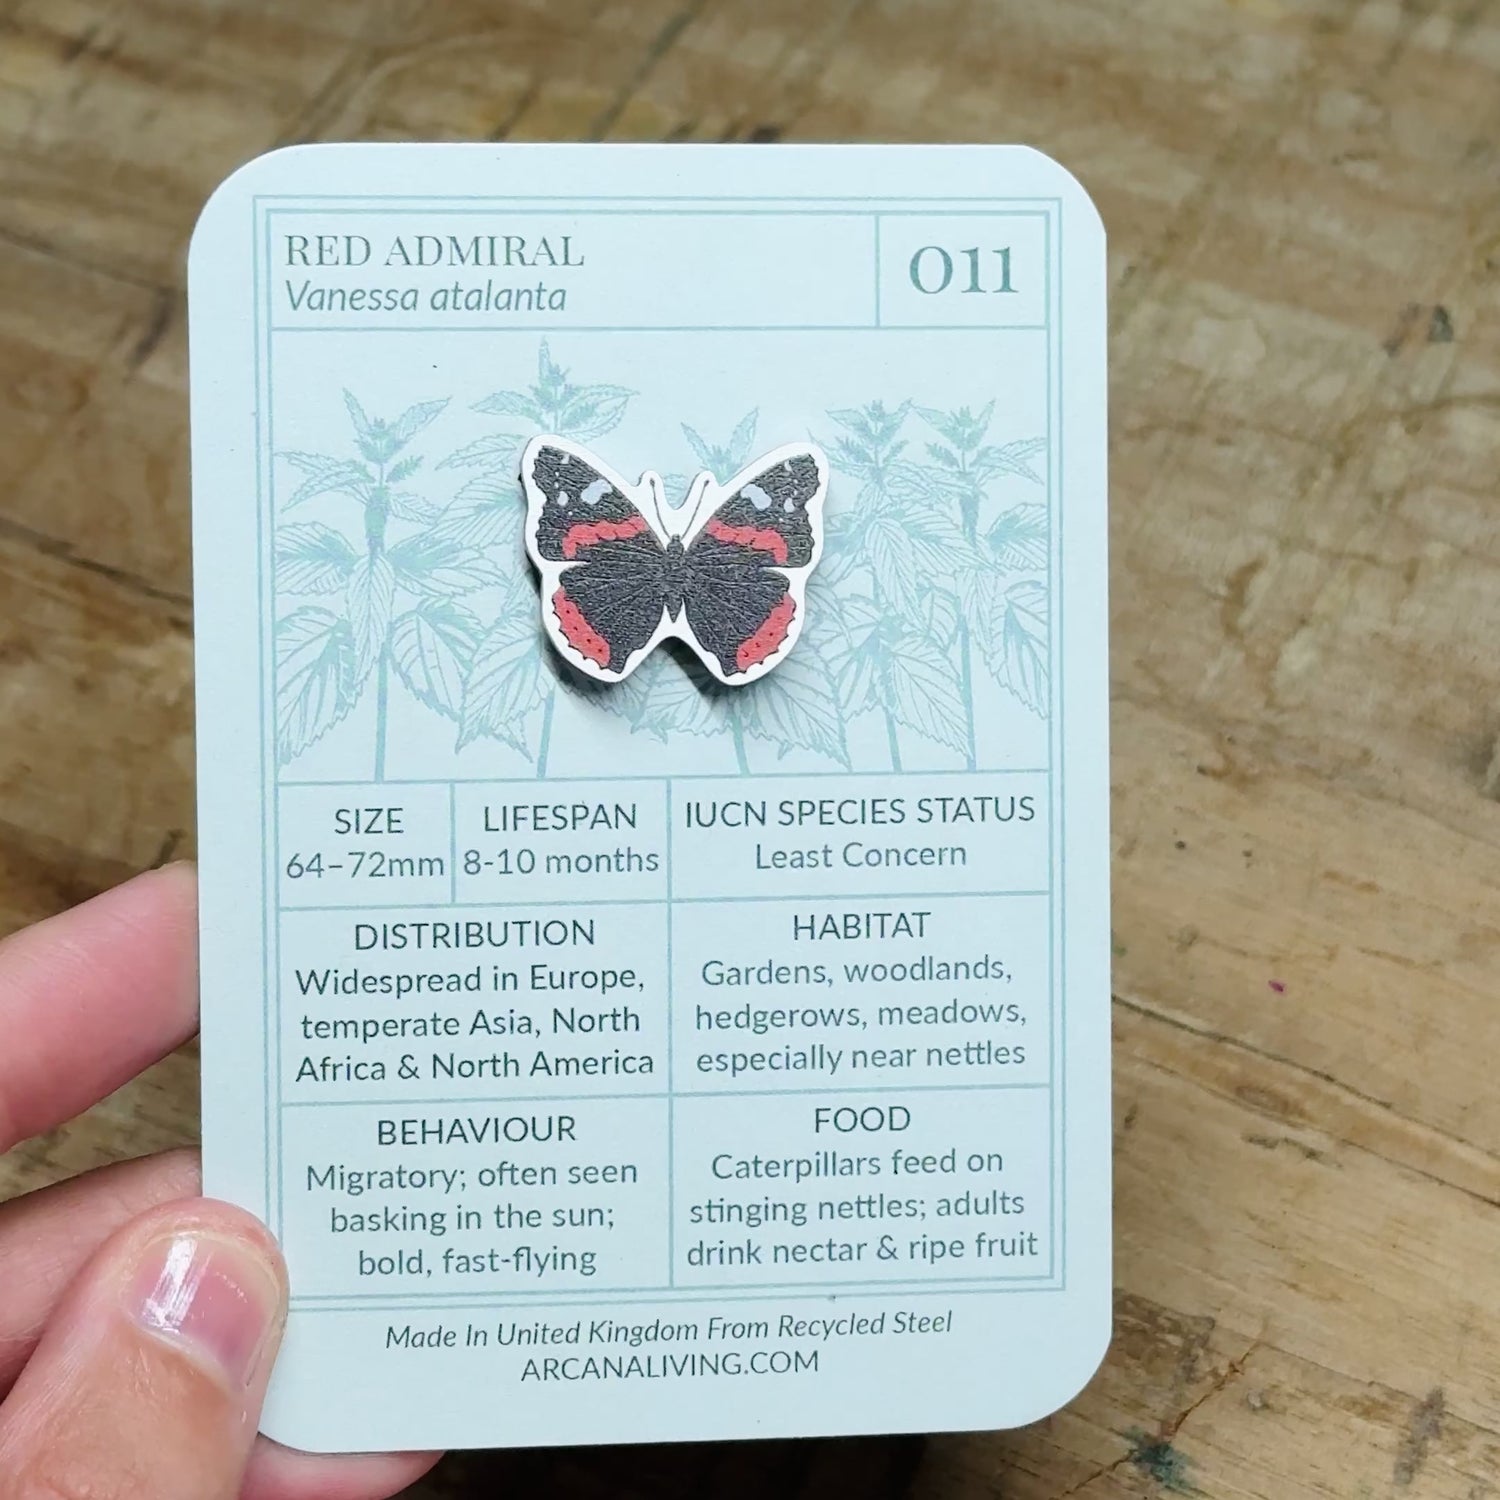 RED ADMIRAL
Vanessa atalanta
011
SIZE
64–72mm
LIFESPAN
8-10 months
IUCN SPECIES STATUS
Least Concern
DISTRIBUTION
Widespread in Europe,
temperate Asia, North
Africa & North America
HABITAT
Gardens, woodlands,
hedgerows, meadows,
especially near nettles
BEHAVIOUR
Migratory; often seen
basking in the sun;
bold, fast-flying
FOOD
Caterpillars feed on
stinging nettles; adults
drink nectar & ripe fruit
Made In United Kingdom From Recycled Steel
ARCANALIVING.COM